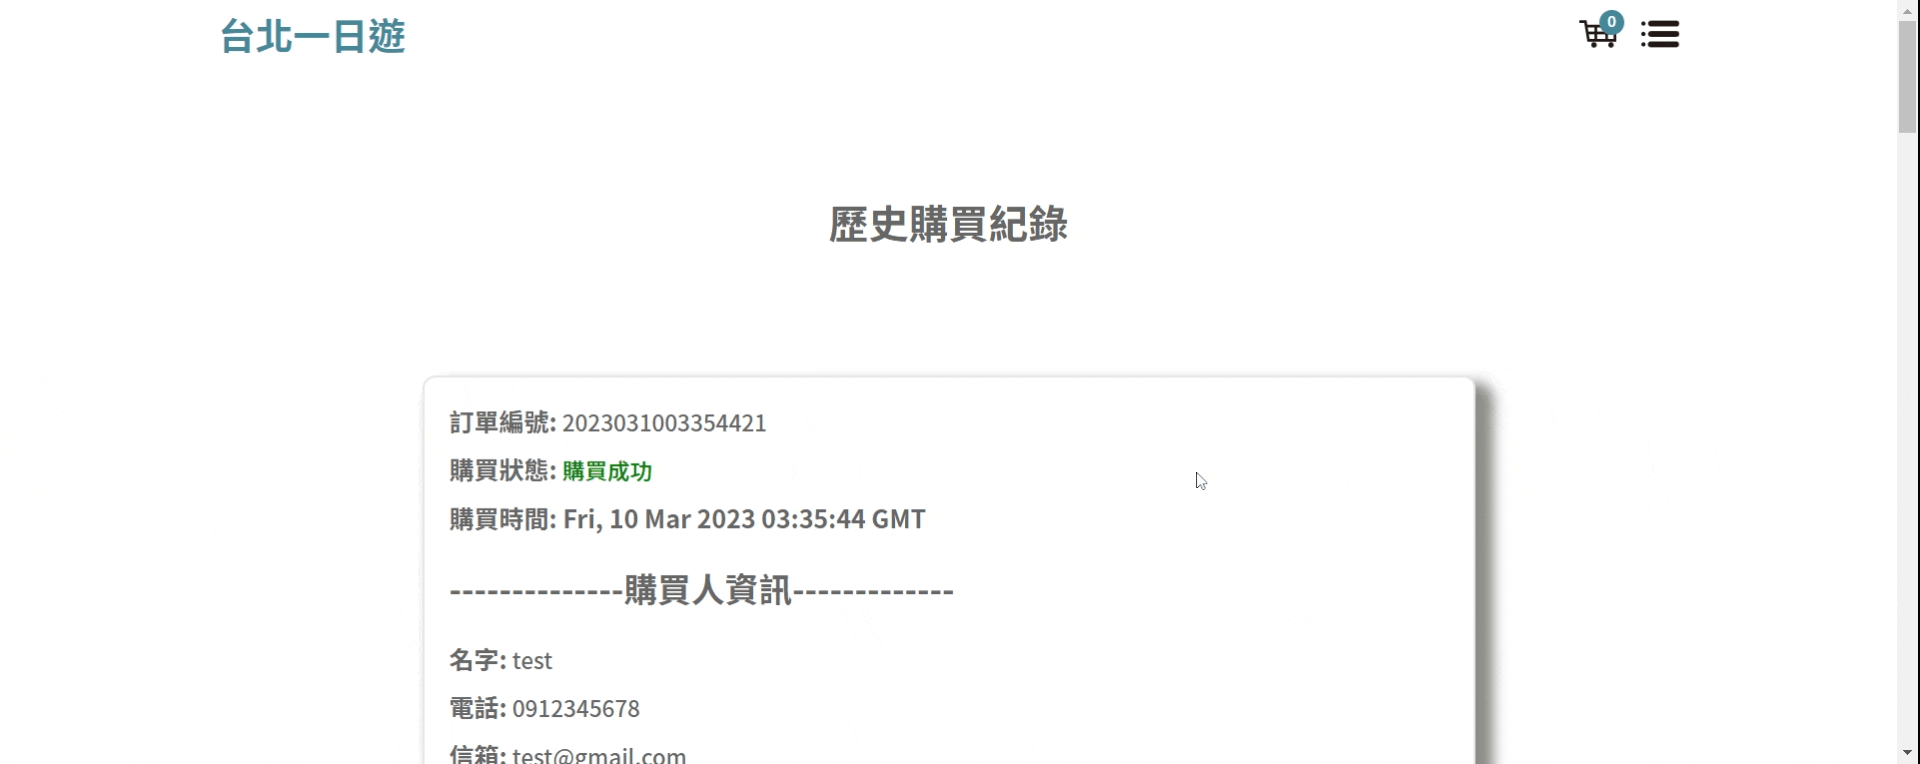 台北一日遊
0
歷史購買紀錄
訂單編號: 2023031003354421
購買狀態: 購買成功
購買時間: Fri, 10 Mar 2023 03:35:44 GMT
--------------購買人資訊-------------
名字: test
電話: 0912345678
信箱: test@gmail.com